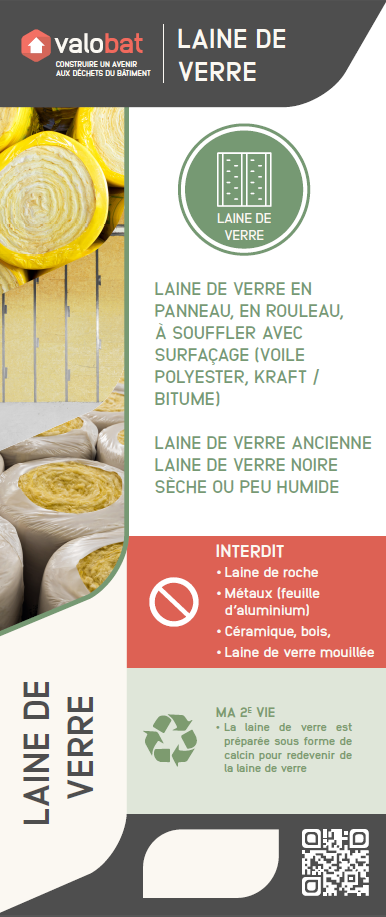 valobat
CONSTRUIRE UN AVENIR
AUX DÉCHETS DU BÂTIMENT
LAINE DE
VERRE
LAINE DE
VERRE
LAINE DE VERRE EN
PANNEAU, EN ROULEAU,
À SOUFFLER AVEC
SURFAÇAGE (VOILE
POLYESTER, KRAFT /
BITUME)
LAINE DE VERRE ANCIENNE
LAINE DE VERRE NOIRE
SÈCHE OU PEU HUMIDE
INTERDIT
• Laine de roche
• Métaux (feuille
d'aluminium)
• Céramique, bois,
• Laine de verre mouillée
LAINE DE
VERRE
MA 2E VIE
• La laine de verre est
préparée sous forme de
calcin pour redevenir de
la laine de verre